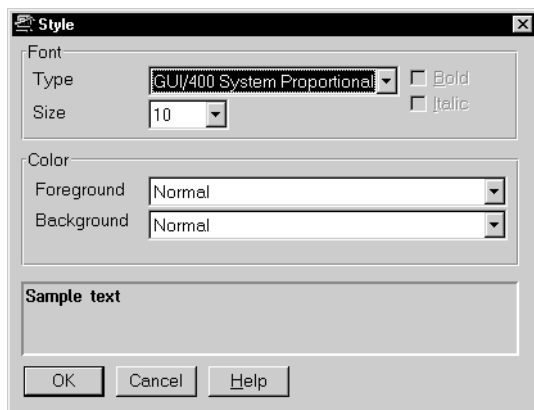 Style
Font
Type GUI/400 System Proportional Bold
Size 10 Italic
Color
Foreground Normal
Background Normal
Sample text
OK Cancel Help